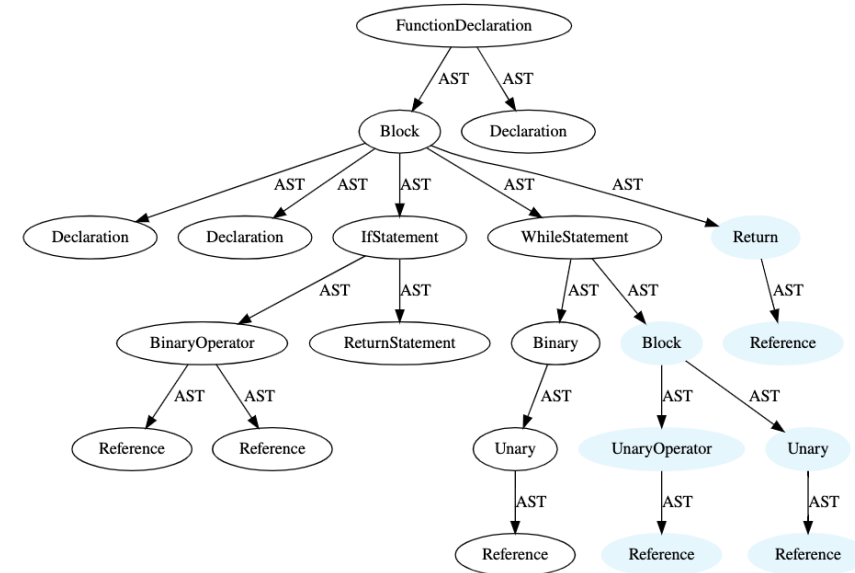 FunctionDeclaration
AST AST
Block Declaration
AST AST AST AST AST
Declaration Declaration IfStatement WhileStatement Return
AST AST AST AST AST
BinaryOperator ReturnStatement Binary Block Reference
AST AST AST AST AST
Reference Reference Unary UnaryOperator Unary
AST AST AST
Reference Reference Reference